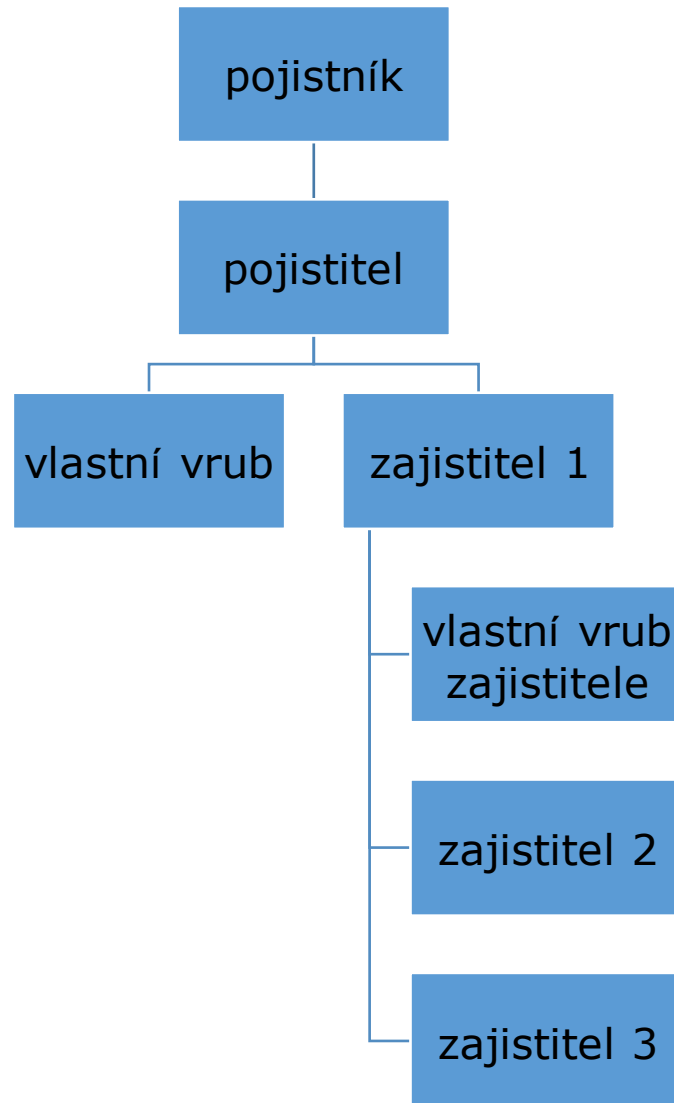 pojistník
pojistitel
vlastní vrub
zajistitel 1
vlastní vrub
zajistitele
zajistitel 2
zajistitel 3